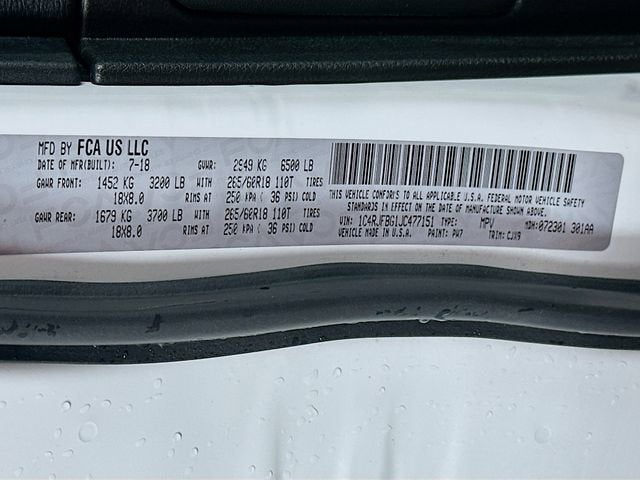 MFD BY FCA US LLC
DATE OF MFR(BUILT): 7-18 GVWR: 2949 KG 6500 LB
GAWR FRONT: 1452 KG 3200 LB WITH 265/60R18 110T TIRES
18X8.0 RIMS AT 250 KPA ( 36 PSI) COLD
GAWR REAR: 1679 KG 3700 LB WITH 265/60R18 110T TIRES
18X8.0 RIMS AT 250 KPA ( 36 PSI) COLD
THIS VEHICLE CONFORMS TO ALL APPLICABLE U.S.A. FEDERAL MOTOR VEHICLE SAFETY
STANDARDS IN EFFECT ON THE DATE OF MANUFACTURE SHOWN ABOVE.
VIN: 1C4RJFBG1JC477151 TYPE: MPV MDH: 072301 301AA
VEHICLE MADE IN U.S.A. PAINT: PW7 TRIM: CJX9